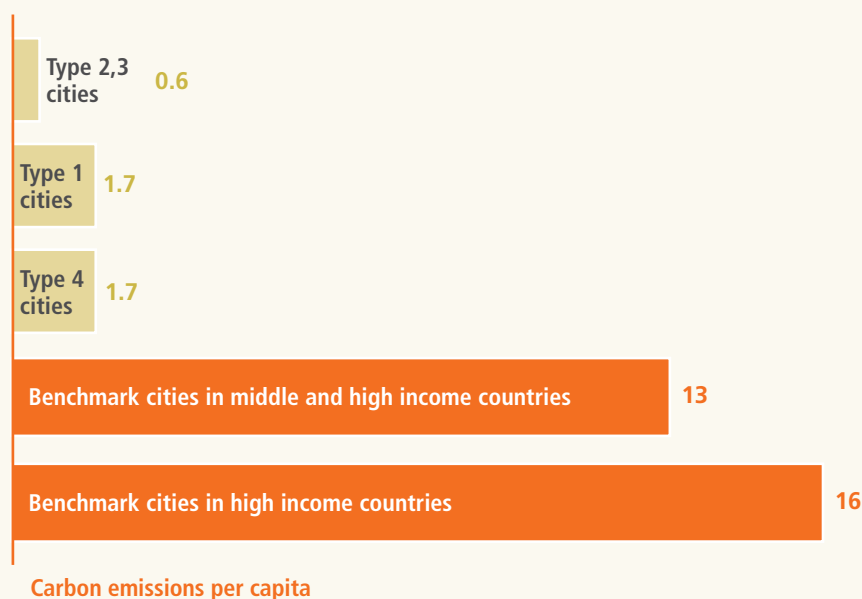 Type 2,3
cities
0.6
Type 1
cities
1.7
Type 4
cities
1.7
Benchmark cities in middle and high income countries
13
Benchmark cities in high income countries
16
Carbon emissions per capita